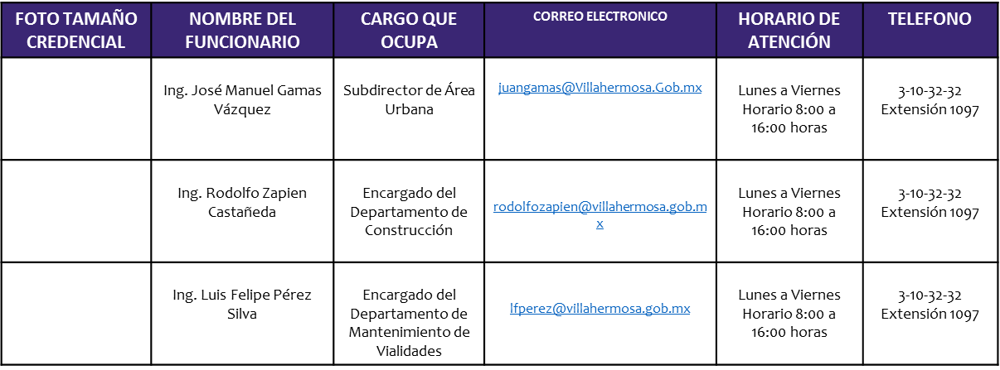 FOTO TAMAÑO
CREDENCIAL
NOMBRE DEL
FUNCIONARIO
CARGO QUE
OCUPA
CORREO ELECTRONICO
HORARIO DE
ATENCIÓN
TELEFONO
Ing. José Manuel Gamas
Vázquez
Subdirector de Área
Urbana
juangamas@Villahermosa.Gob.mx
Lunes a Viernes
Horario 8:00 a
16:00 horas
3-10-32-32
Extensión 1097
Ing. Rodolfo Zapien
Castañeda
Encargado del
Departamento de
Construcción
rodolfozapien@villahermosa.gob.m
x
Lunes a Viernes
Horario 8:00 a
16:00 horas
3-10-32-32
Extensión 1097
Ing. Luis Felipe Pérez
Silva
Encargado del
Departamento de
Mantenimiento de
Vialidades
lfperez@villahermosa.gob.mx
Lunes a Viernes
Horario 8:00 a
16:00 horas
3-10-32-32
Extensión 1097